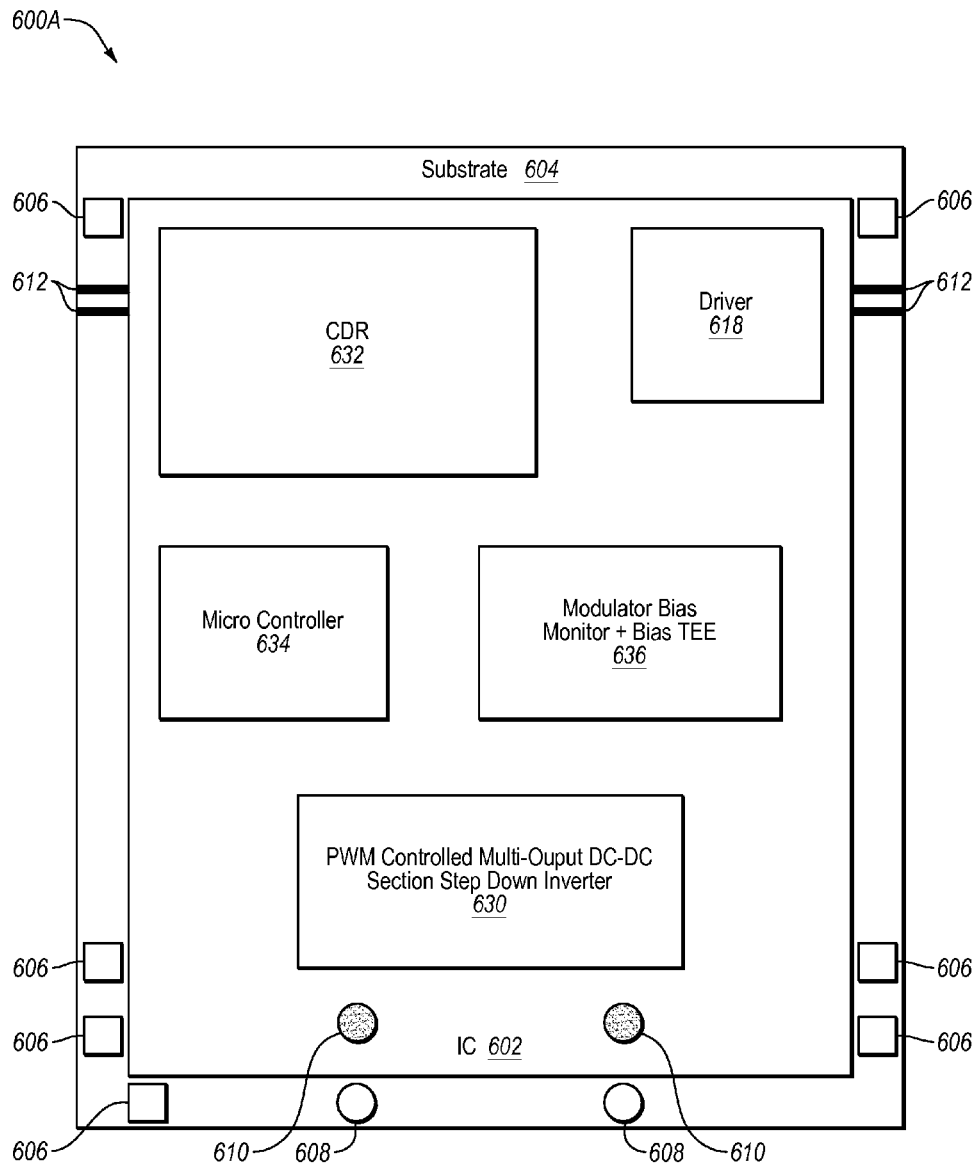 600A
Substrate 604
606
606
612
612
CDR
632
Driver
618
Micro Controller
634
Modulator Bias
Monitor + Bias TEE
636
PWM Controlled Multi-Ouput DC-DC
Section Step Down Inverter
630
606
606
606
606
IC 602
606
610
608
608
610